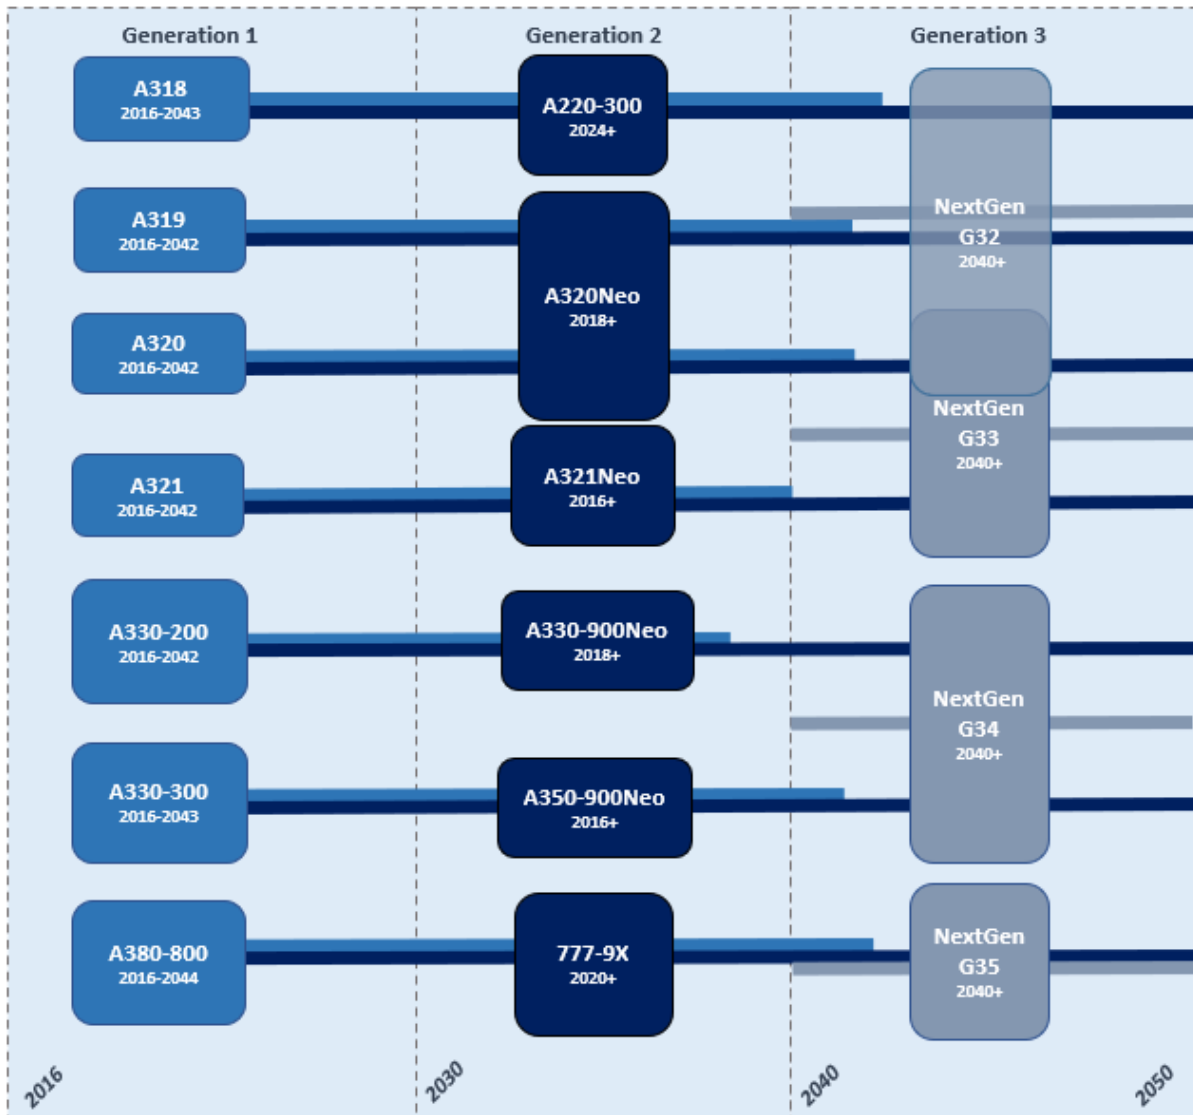 Generation 1
Generation 2
Generation 3
A318
2016-2043
A220-300
2024+
A319
2016-2042
A320Neo
2018+
NextGen
G32
2040+
A320
2016-2042
NextGen
G33
2040+
A321
2016-2042
A321Neo
2016+
A330-200
2016-2042
A330-900Neo
2018+
NextGen
G34
2040+
A330-300
2016-2043
A350-900Neo
2016+
A380-800
2016-2044
777-9X
2020+
NextGen
G35
2040+
2016
2030
2040
2050